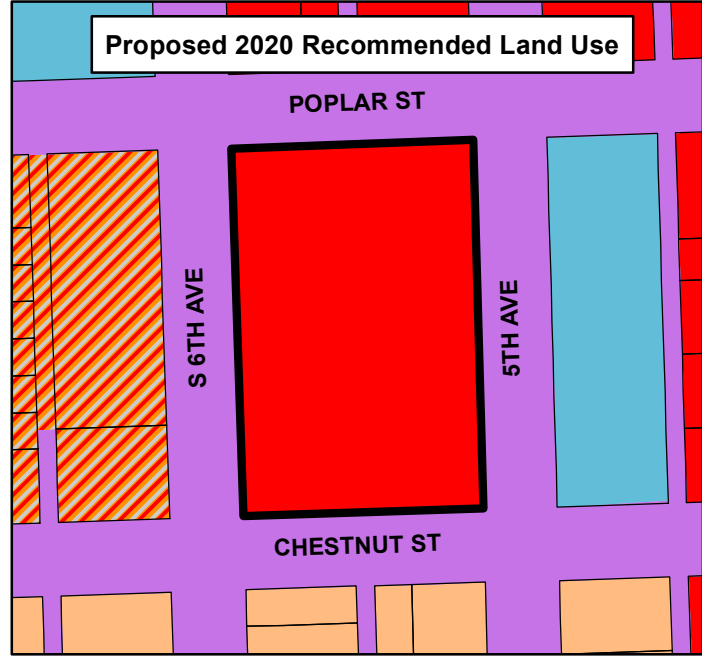 Proposed 2020 Recommended Land Use
POPLAR ST
S 6TH AVE
5TH AVE
CHESTNUT ST